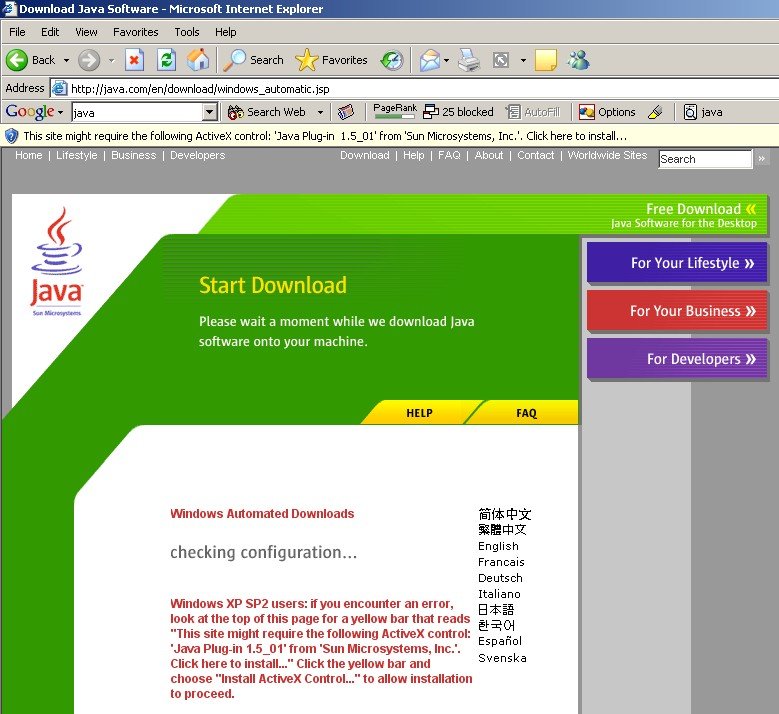 Download Java Software - Microsoft Internet Explorer
File Edit View Favorites Tools Help
Back Search Favorites
Address http://java.com/en/download/windows_automatic.jsp
Google java Search Web PageRank 25 blocked AutoFill Options java
This site might require the following ActiveX control: 'Java Plug-in 1.5_01' from 'Sun Microsystems, Inc.'. Click here to install...
Home | Lifestyle | Business | Developers Download | Help | FAQ | About | Contact | Worldwide Sites Search »
Free Download «
Java Software for the Desktop
Java
Sun Microsystems
For Your Lifestyle »
For Your Business »
For Developers »
Start Download
Please wait a moment while we download Java
software onto your machine.
HELP FAQ
Windows Automated Downloads
checking configuration...
Windows XP SP2 users: if you encounter an error,
look at the top of this page for a yellow bar that reads
"This site might require the following ActiveX control:
'Java Plug-in 1.5_01' from 'Sun Microsystems, Inc.'.
Click here to install..." Click the yellow bar and
choose "Install ActiveX Control..." to allow installation
to proceed.
简体中文
繁體中文
English
Francais
Deutsch
Italiano
日本語
한국어
Español
Svenska